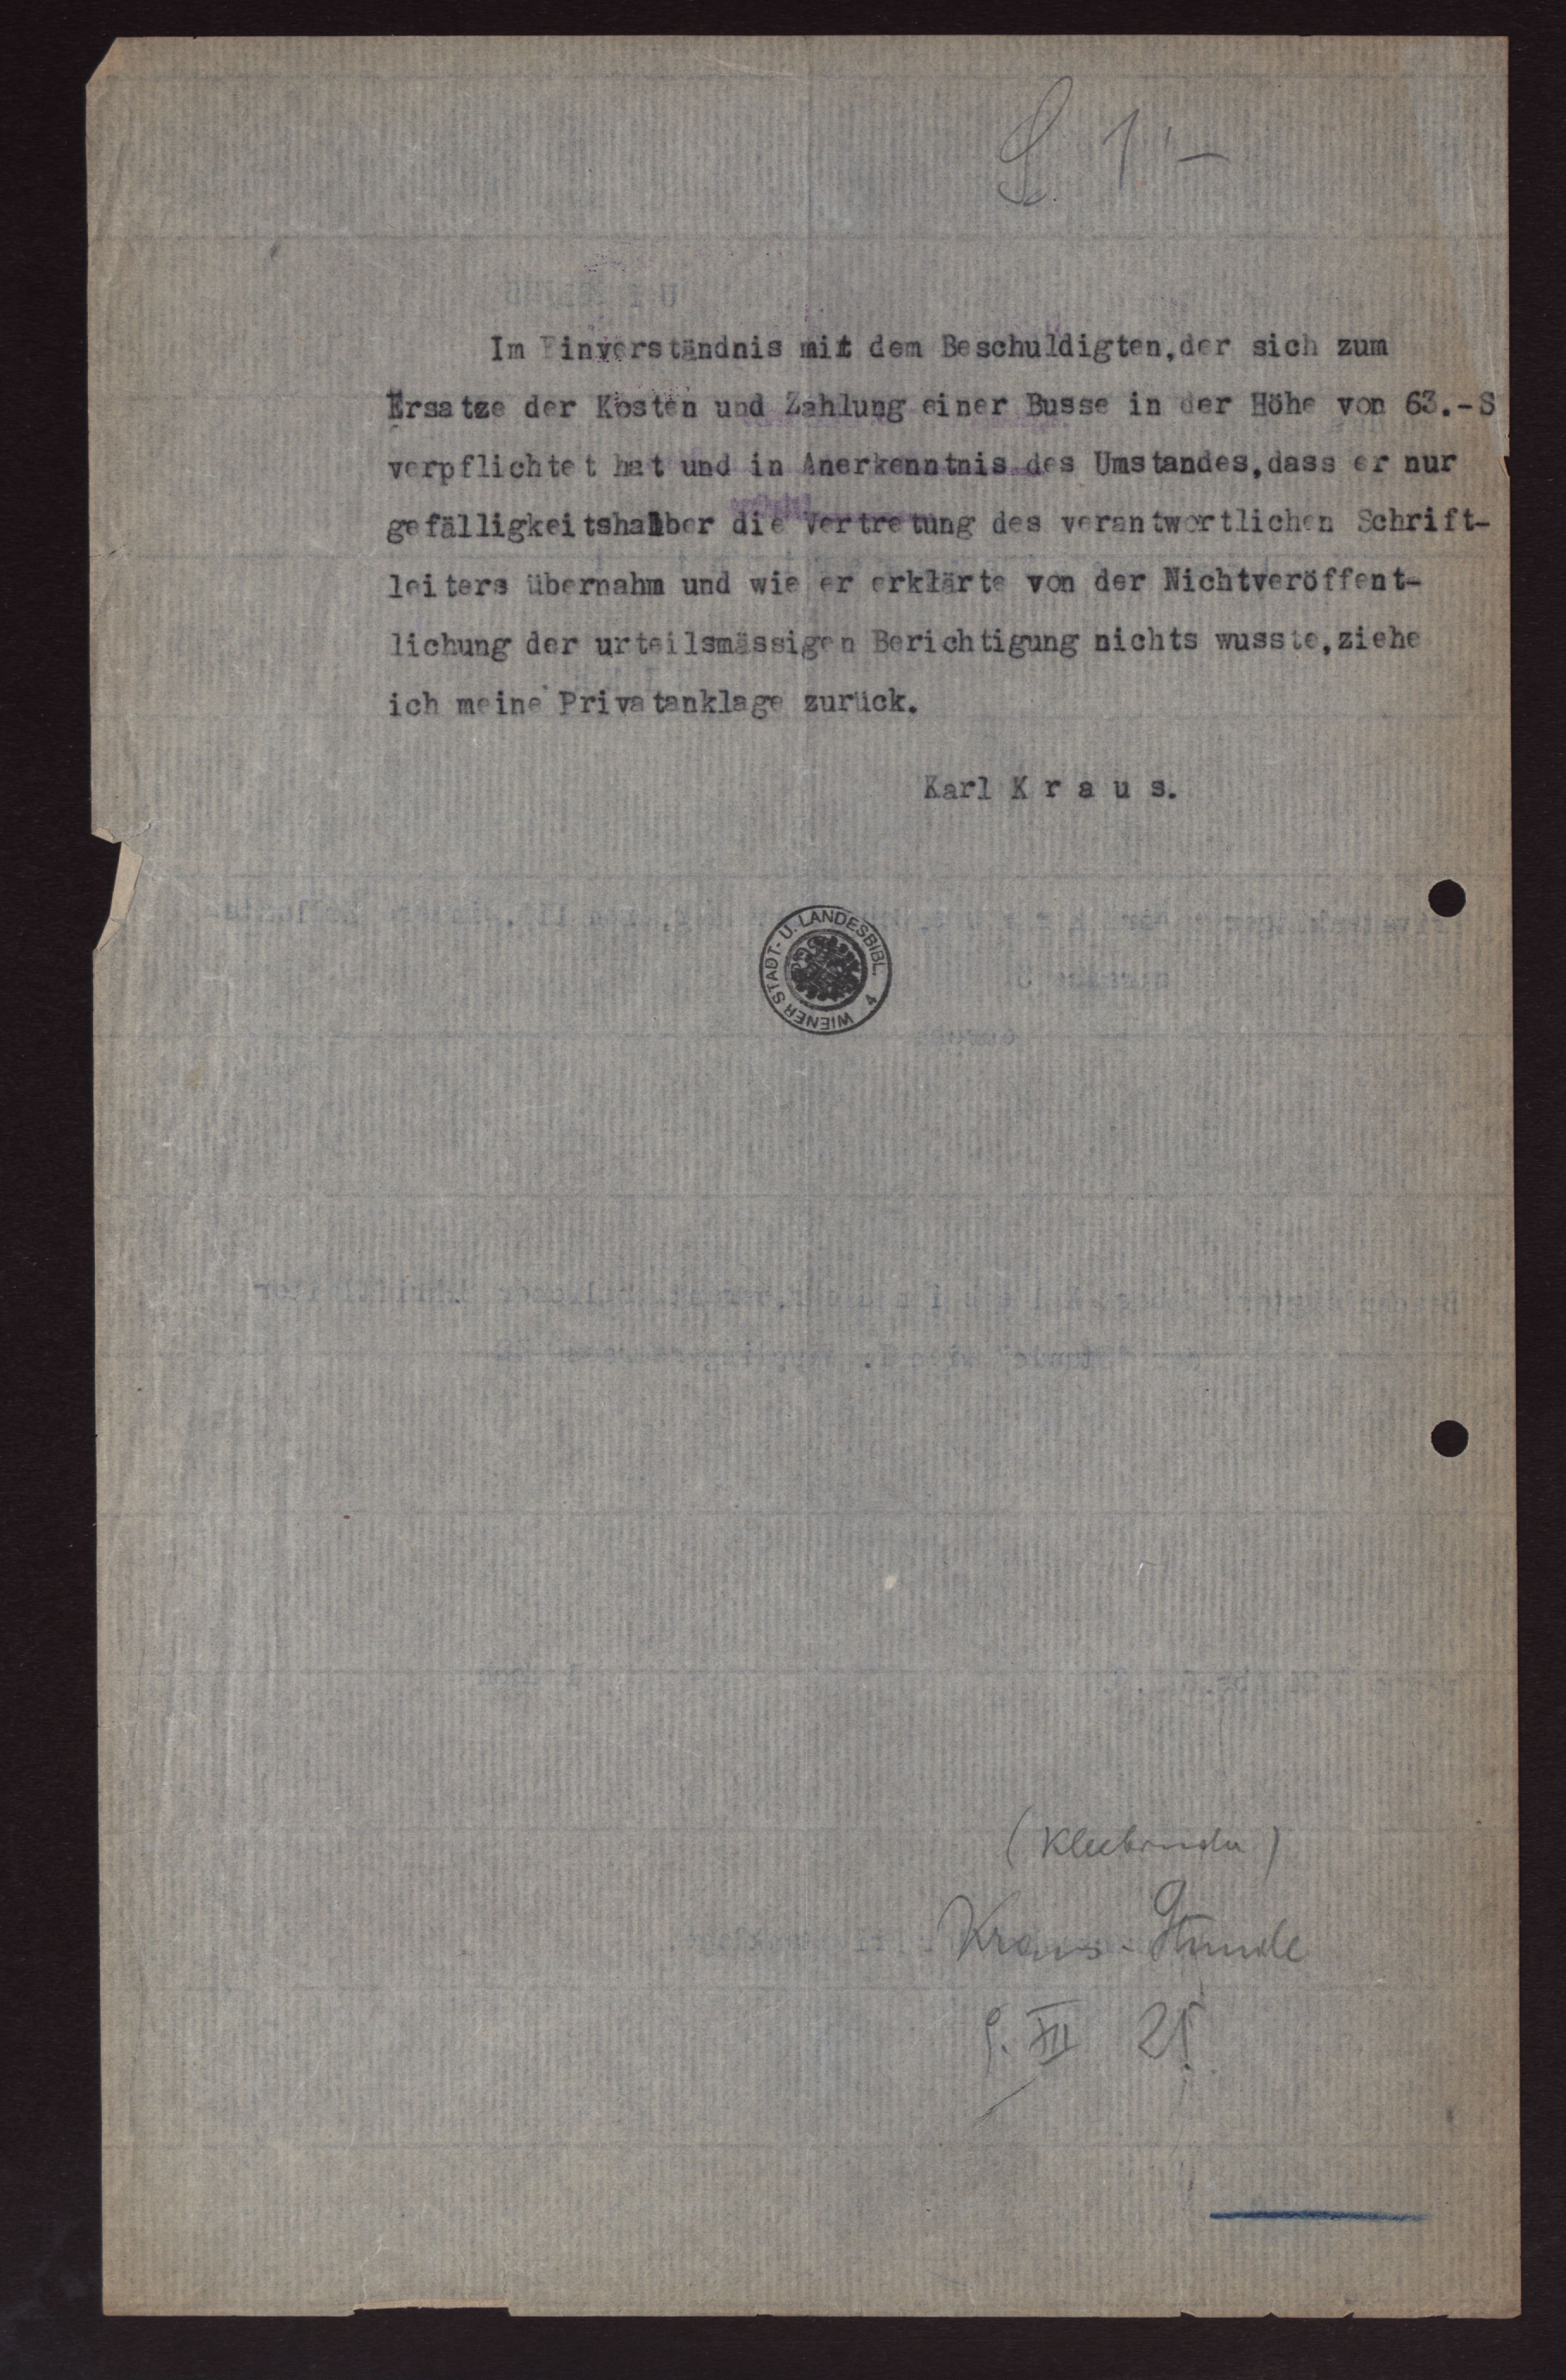 S. 1'-
Im Einverständnis mit dem Beschuldigten,der sich zum
Ersatze der Kosten und Zahlung einer Busse in der Höhe von 63.-S
verpflichtet hat und in Anerkenntnis des Umstandes,dass er nur
gefälligkeitshalber die Vertretung des verantwortlichen Schrift-
leiters übernahm und wie er erklärte von der Nichtveröffent-
lichung der urteilsmässigen Berichtigung nichts wusste,ziehe
ich meine Privatanklage zurück.
Karl K r a u s.
WIENER STADT- U. LANDESBIBL. 4
(Kleebinder)
Kraus-Stunde
XII 25